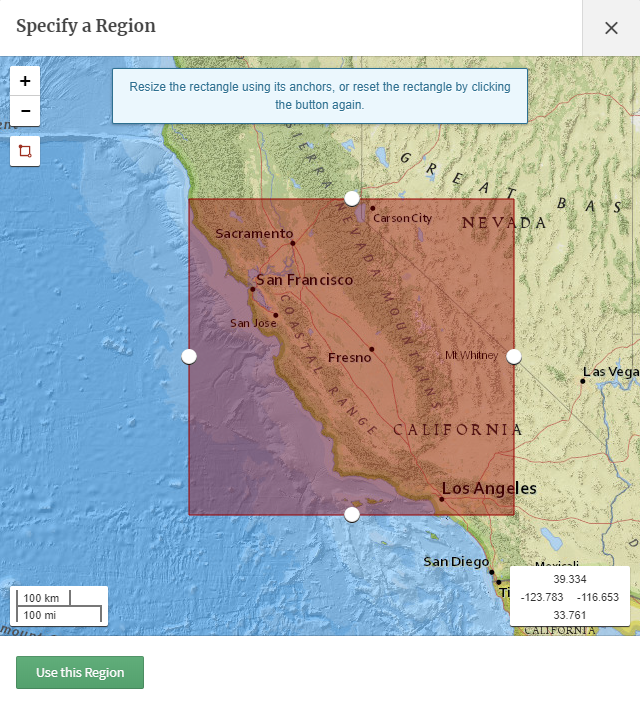 Specify a Region
+
Resize the rectangle using its anchors, or reset the rectangle by clicking
the button again.
−
SIERRA NEVADA MOUNTAINS
GREAT BAS
Carson City
NEVADA
Sacramento
San Francisco
San Jose
COASTAL RANGE
Fresno
Mt Whitney
Las Vega
CALIFORNIA
Los Angeles
San Diego
Mexicali
Ti
39.334
-123.783 -116.653
33.761
100 km
100 mi
CALIFORNIA
Use this Region